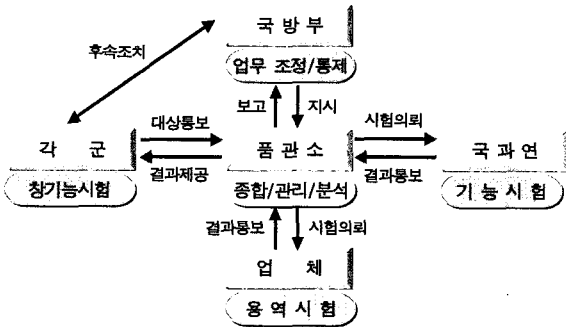 국 방 부
업무 조정/통제
후속조치
보고
지시
대상통보
시험의뢰
각 군
품 관 소
국 과 연
창기능시험
결과제공
종합/관리/분석
결과통보
기 능 시 험
결과통보
시험의뢰
업 체
용 역 시 험